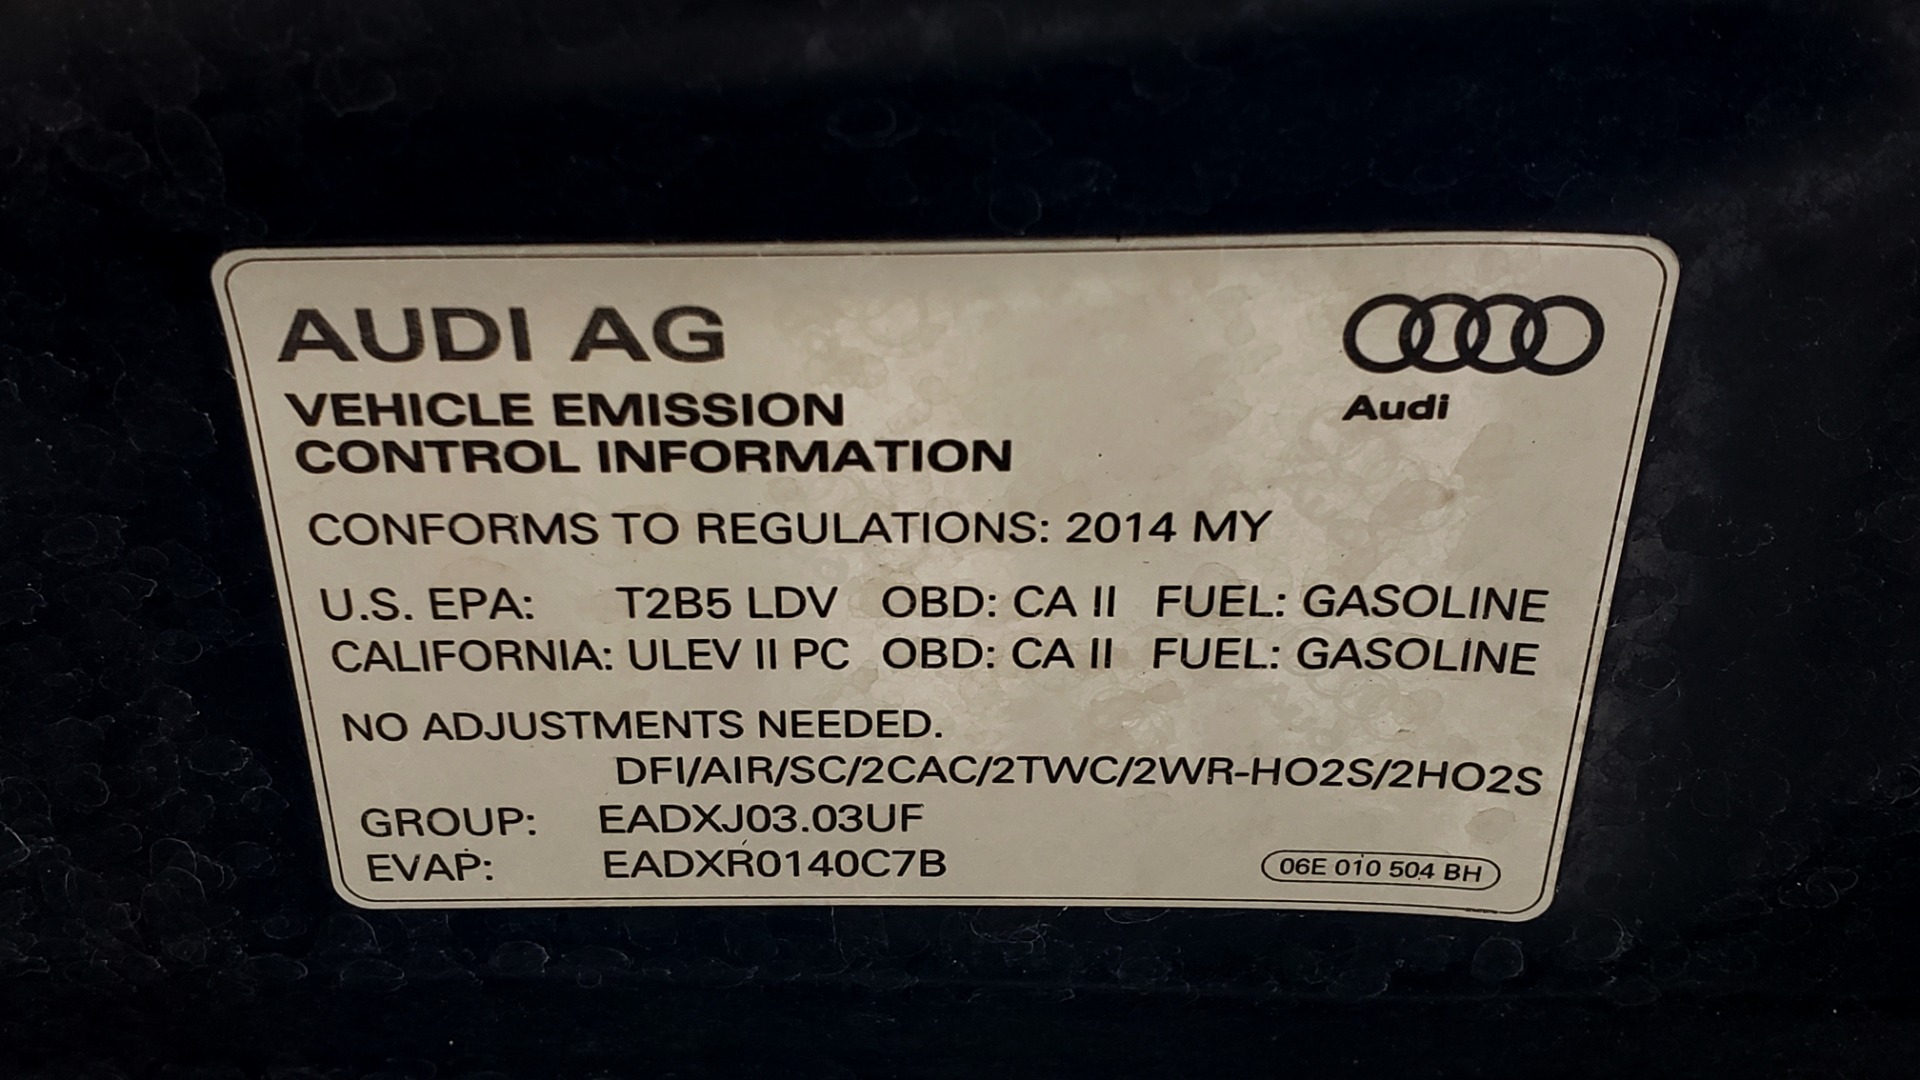 AUDI AG
Audi
VEHICLE EMISSION
CONTROL INFORMATION
CONFORMS TO REGULATIONS: 2014 MY
U.S. EPA: T2B5 LDV OBD: CA II FUEL: GASOLINE
CALIFORNIA: ULEV II PC OBD: CA II FUEL: GASOLINE
NO ADJUSTMENTS NEEDED.
DFI/AIR/SC/2CAC/2TWC/2WR-HO2S/2HO2S
GROUP: EADXJ03.03UF
EVAP: EADXR0140C7B
06E 010 504 BH